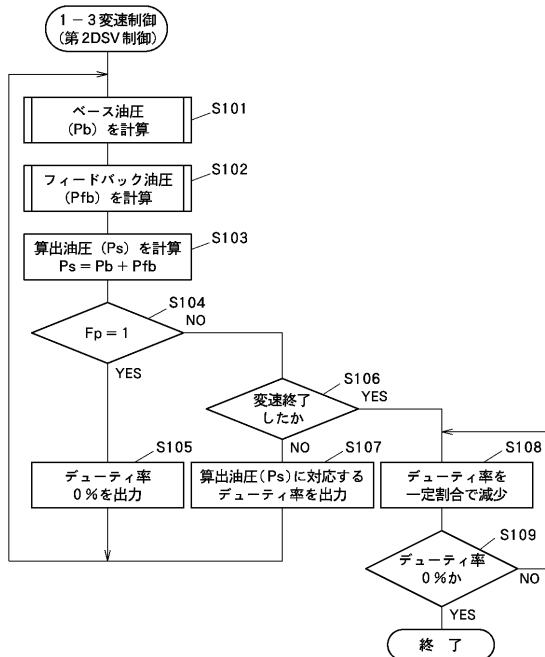 1－3変速制御
(第2DSV制御)
ベース油圧
(Pb) を計算
S101
フィードバック油圧
(Pfb) を計算
S102
算出油圧 (Ps) を計算
Ps = Pb + Pfb
S103
Fp = 1
S104
NO
YES
変速終了
したか
S106
YES
NO
デューティ率
0％を出力
S105
算出油圧(Ps)に対応する
デューティ率を出力
S107
デューティ率を
一定割合で減少
S108
デューティ率
0％か
S109
NO
YES
終 了